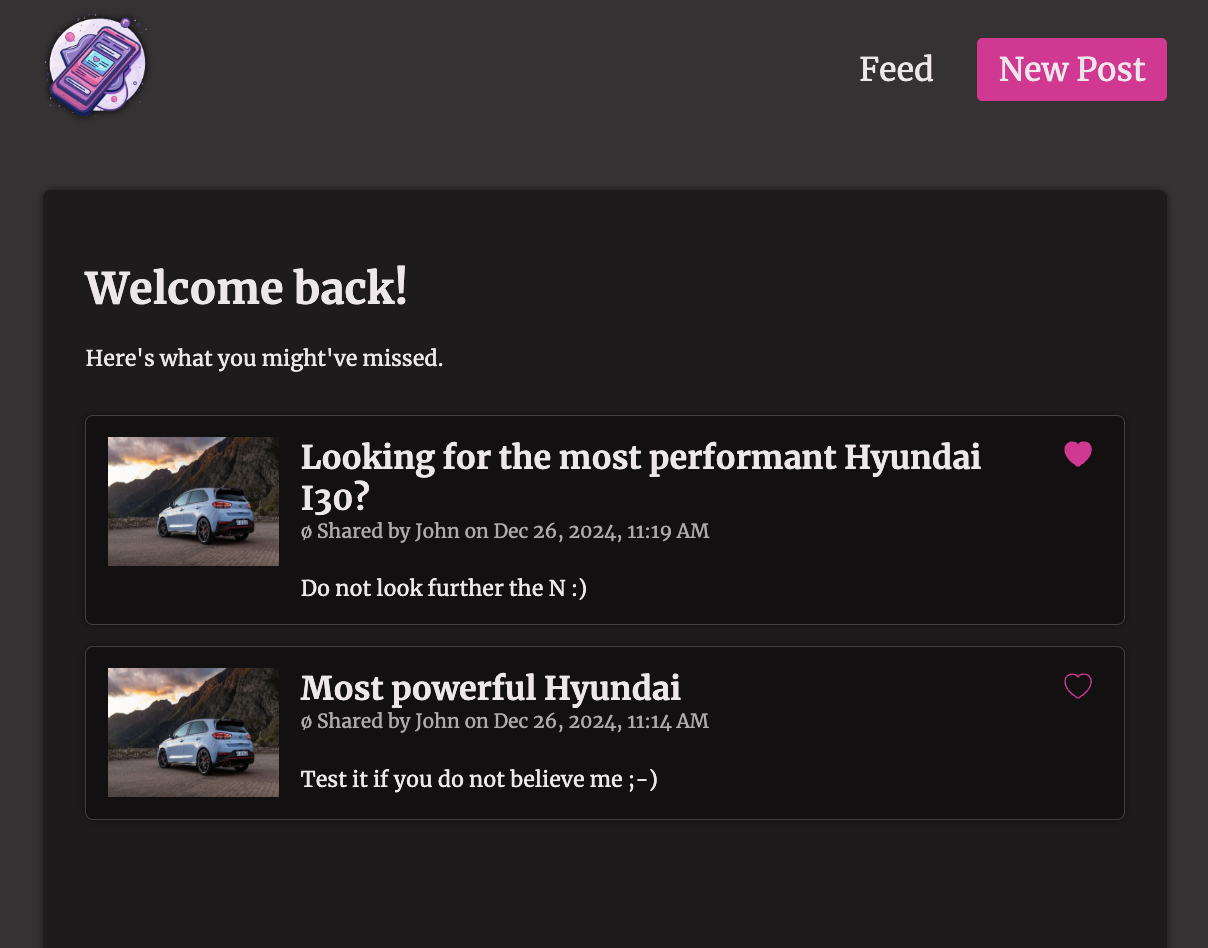 Feed
New Post
Welcome back!
Here's what you might've missed.
Looking for the most performant Hyundai
I30?
ø Shared by John on Dec 26, 2024, 11:19 AM
Do not look further the N :)
Most powerful Hyundai
ø Shared by John on Dec 26, 2024, 11:14 AM
Test it if you do not believe me ;-)